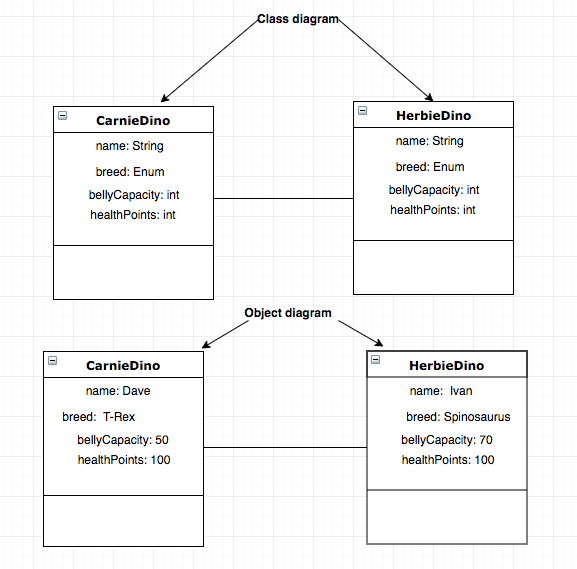 Class diagram
CarnieDino
name: String
breed: Enum
bellyCapacity: int
healthPoints: int
HerbieDino
name: String
breed: Enum
bellyCapacity: int
healthPoints: int
Object diagram
CarnieDino
name: Dave
breed: T-Rex
bellyCapacity: 50
healthPoints: 100
HerbieDino
name: Ivan
breed: Spinosaurus
bellyCapacity: 70
healthPoints: 100